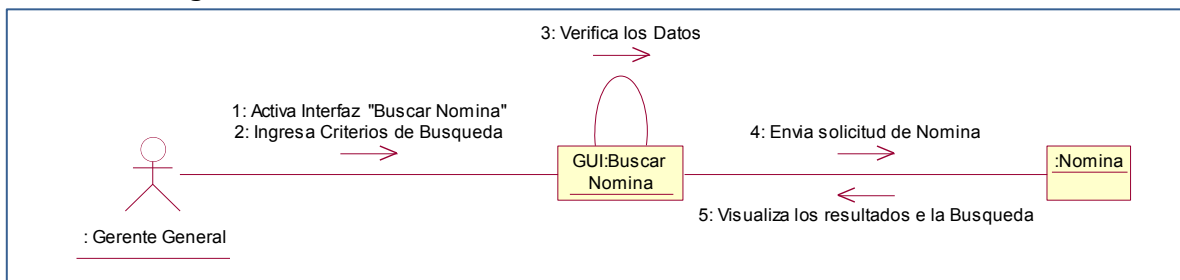 3: Verifica los Datos
1: Activa Interfaz "Buscar Nomina"
2: Ingresa Criterios de Busqueda
4: Envia solicitud de Nomina
GUI:Buscar
Nomina
:Nomina
5: Visualiza los resultados e la Busqueda
: Gerente General